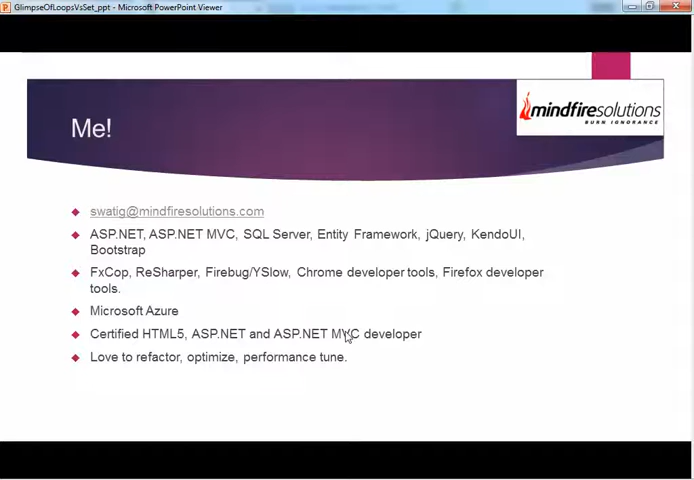 GlimpseOfLoopsVsSet_ppt - Microsoft PowerPoint Viewer
mindfiresolutions
BURN IGNORANCE
Me!
swatig@mindfiresolutions.com
ASP.NET, ASP.NET MVC, SQL Server, Entity Framework, jQuery, KendoUI,
Bootstrap
FxCop, ReSharper, Firebug/YSlow, Chrome developer tools, Firefox developer
tools.
Microsoft Azure
Certified HTML5, ASP.NET and ASP.NET MVC developer
Love to refactor, optimize, performance tune.